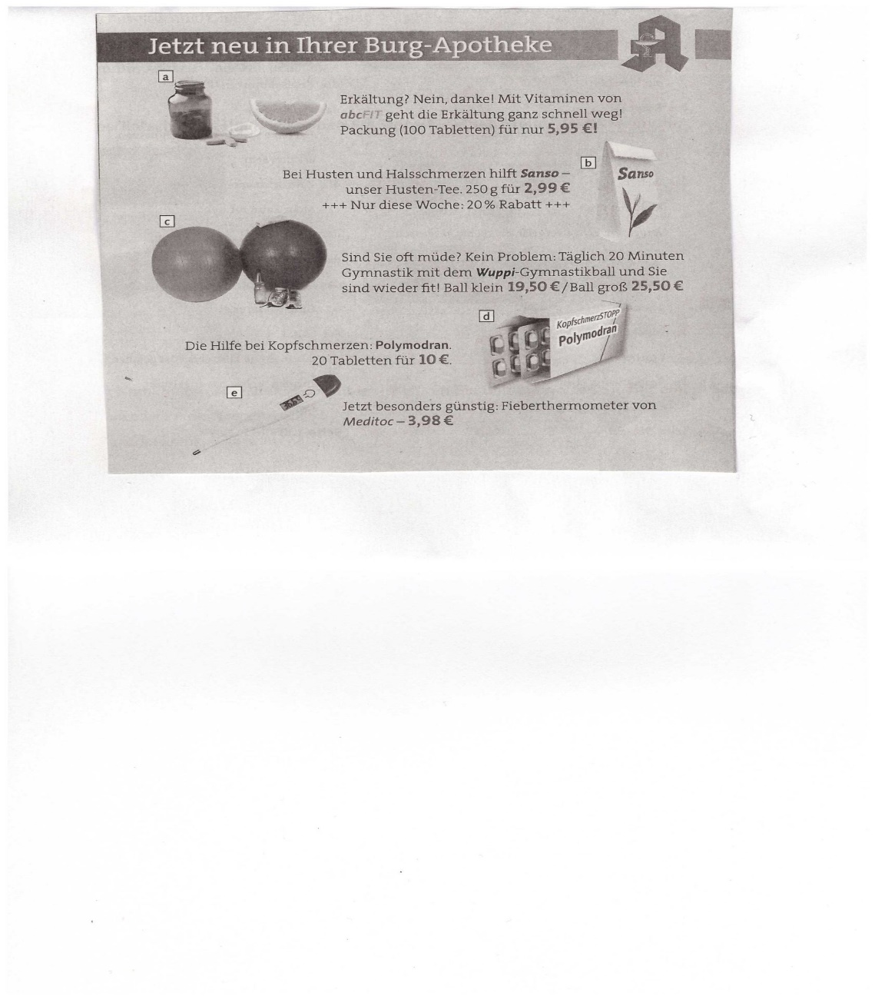 Jetzt neu in Ihrer Burg-Apotheke
a
Erkältung? Nein, danke! Mit Vitaminen von
abcFIT geht die Erkältung ganz schnell weg!
Packung (100 Tabletten) für nur 5,95 €!
b
Sanso
Bei Husten und Halsschmerzen hilft Sanso –
unser Husten-Tee. 250 g für 2,99 €
+++ Nur diese Woche: 20 % Rabatt +++
c
Sind Sie oft müde? Kein Problem: Täglich 20 Minuten
Gymnastik mit dem Wuppi-Gymnastikball und Sie
sind wieder fit! Ball klein 19,50 € / Ball groß 25,50 €
d
KopfschmerzSTOPP
Polymodran
Die Hilfe bei Kopfschmerzen: Polymodran.
20 Tabletten für 10 €.
e
Jetzt besonders günstig: Fieberthermometer von
Meditoc – 3,98 €